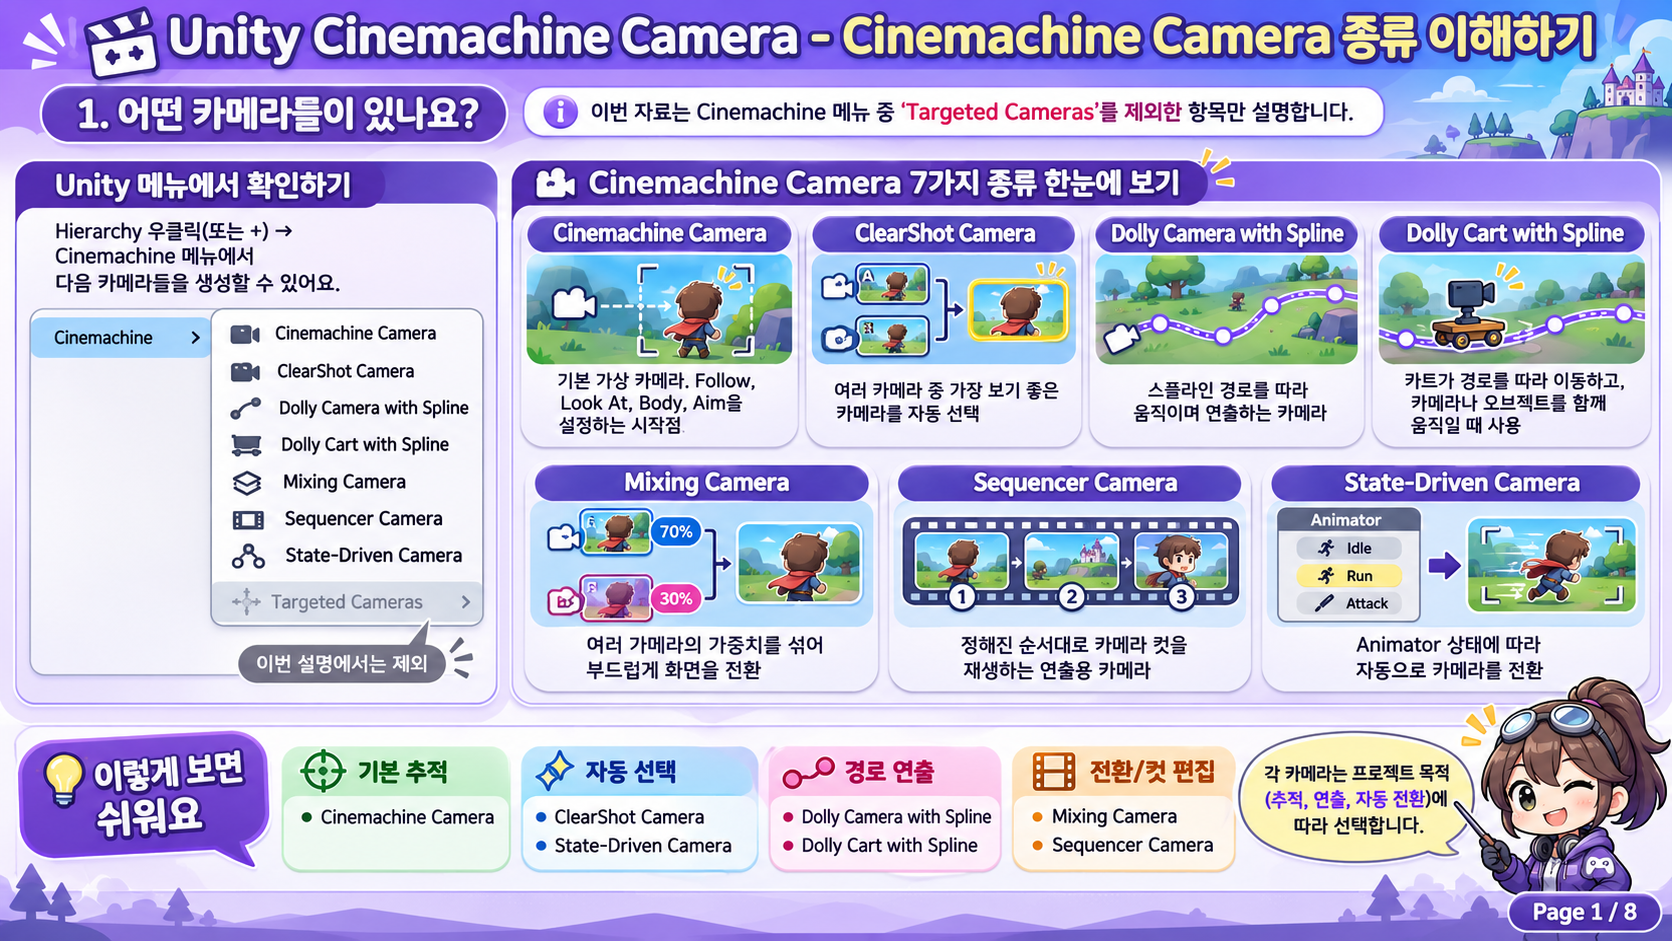 Unity Cinemachine Camera - Cinemachine Camera 종류 이해하기
1. 어떤 카메라들이 있나요?
i 이번 자료는 Cinemachine 메뉴 중 ‘Targeted Cameras’를 제외한 항목만 설명합니다.
Unity 메뉴에서 확인하기
Hierarchy 우클릭(또는 +) →
Cinemachine 메뉴에서
다음 카메라들을 생성할 수 있어요.
Cinemachine >
Cinemachine Camera
ClearShot Camera
Dolly Camera with Spline
Dolly Cart with Spline
Mixing Camera
Sequencer Camera
State-Driven Camera
Targeted Cameras >
이번 설명에서는 제외
Cinemachine Camera 7가지 종류 한눈에 보기
Cinemachine Camera
기본 가상 카메라. Follow,
Look At, Body, Aim을
설정하는 시작점
ClearShot Camera
A
여러 카메라 중 가장 보기 좋은
카메라를 자동 선택
Dolly Camera with Spline
스플라인 경로를 따라
움직이며 연출하는 카메라
Dolly Cart with Spline
카트가 경로를 따라 이동하고,
카메라나 오브젝트를 함께
움직일 때 사용
Mixing Camera
70%
30%
여러 가메라의 가중치를 섞어
부드럽게 화면을 전환
Sequencer Camera
1
2
3
정해진 순서대로 카메라 컷을
재생하는 연출용 카메라
State-Driven Camera
Animator
Idle
Run
Attack
Animator 상태에 따라
자동으로 카메라를 전환
이렇게 보면
쉬워요
기본 추적
• Cinemachine Camera
자동 선택
• ClearShot Camera
• State-Driven Camera
경로 연출
• Dolly Camera with Spline
• Dolly Cart with Spline
전환/컷 편집
• Mixing Camera
• Sequencer Camera
각 카메라는 프로젝트 목적
(추적, 연출, 자동 전환)에
따라 선택합니다.
Page 1 / 8